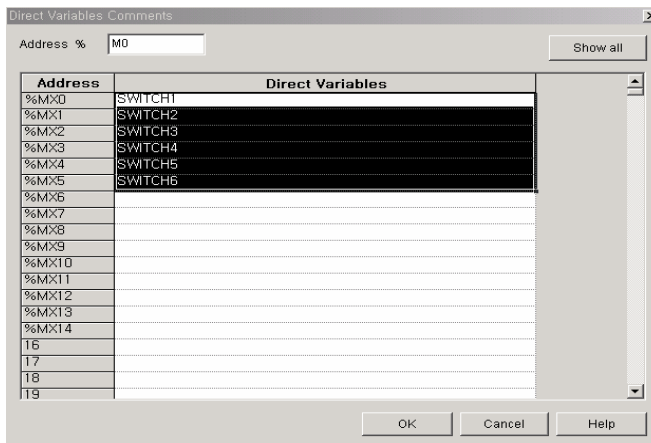 Direct Variables Comments
Address % M0 Show all
Address Direct Variables
%MX0 SWITCH1
%MX1 SWITCH2
%MX2 SWITCH3
%MX3 SWITCH4
%MX4 SWITCH5
%MX5 SWITCH6
%MX6
%MX7
%MX8
%MX9
%MX10
%MX11
%MX12
%MX13
%MX14
16
17
18
19
OK Cancel Help